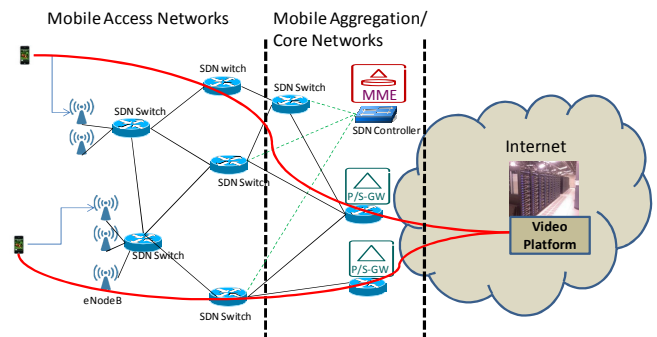 Mobile Access Networks
Mobile Aggregation/
Core Networks
SDN witch
SDN Switch
MME
SDN Switch
SDN Controller
Internet
SDN Switch
P/S-GW
Video
Platform
SDN Switch
P/S-GW
eNodeB
SDN Switch